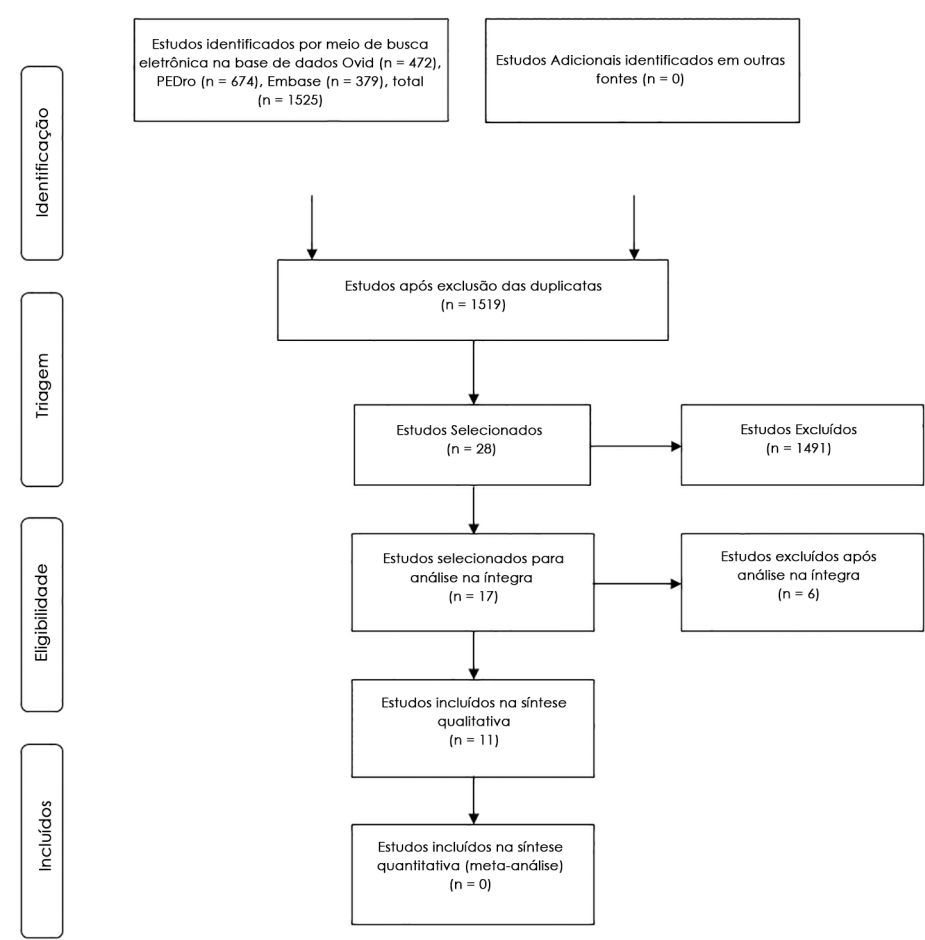 Estudos identificados por meio de busca
eletrônica na base de dados Ovid (n = 472),
PEDro (n = 674), Embase (n = 379), total
(n = 1525)
Estudos Adicionais identificados em outras
fontes (n = 0)
Identificação
Estudos após exclusão das duplicatas
(n = 1519)
Triagem
Estudos Selecionados
(n = 28)
Estudos Excluídos
(n = 1491)
Eligibilidade
Estudos selecionados para
análise na íntegra
(n = 17)
Estudos excluídos após
análise na íntegra
(n = 6)
Estudos incluídos na síntese
qualitativa
(n = 11)
Incluídos
Estudos incluídos na síntese
quantitativa (meta-análise)
(n = 0)